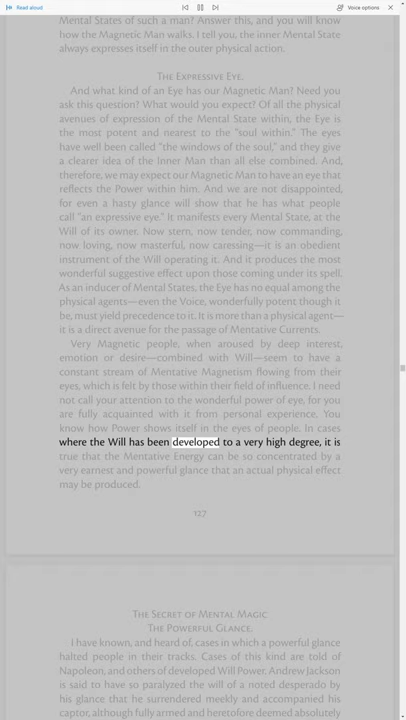 Read aloud
Voice options
Mental States of such a man? Answer this, and you will know
how the Magnetic Man walks. I tell you, the inner Mental State
always expresses itself in the outer physical action.
The Expressive Eye.
And what kind of an Eye has our Magnetic Man? Need you
ask this question? What would you expect? Of all the physical
avenues of expression of the Mental State within, the Eye is
the most potent and nearest to the "soul within." The eyes
have well been called "the windows of the soul," and they give
a clearer idea of the Inner Man than all else combined. And,
therefore, we may expect our Magnetic Man to have an eye that
reflects the Power within him. And we are not disappointed,
for even a hasty glance will show that he has what people
call "an expressive eye." It manifests every Mental State, at the
Will of its owner. Now stern, now tender, now commanding,
now loving, now masterful, now caressing—it is an obedient
instrument of the Will operating it. And it produces the most
wonderful suggestive effect upon those coming under its spell.
As an inducer of Mental States, the Eye has no equal among the
physical agents—even the Voice, wonderfully potent though it
be, must yield precedence to it. It is more than a physical agent—
it is a direct avenue for the passage of Mentative Currents.
Very Magnetic people, when aroused by deep interest,
emotion or desire—combined with Will—seem to have a
constant stream of Mentative Magnetism flowing from their
eyes, which is felt by those within their field of influence. I need
not call your attention to the wonderful power of eye, for you
are fully acquainted with it from personal experience. You
know how Power shows itself in the eyes of people. In cases
where the Will has been developed to a very high degree, it is
true that the Mentative Energy can be so concentrated by a
very earnest and powerful glance that an actual physical effect
may be produced.
127
The Secret of Mental Magic
The Powerful Glance.
I have known, and heard of, cases in which a powerful glance
halted people in their tracks. Cases of this kind are told of
Napoleon, and others of developed Will Power. Andrew Jackson
is said to have so paralyzed the will of a noted desperado by
his glance that he surrendered meekly and accompanied his
captor, although fully armed and heretofore deemed absolutely